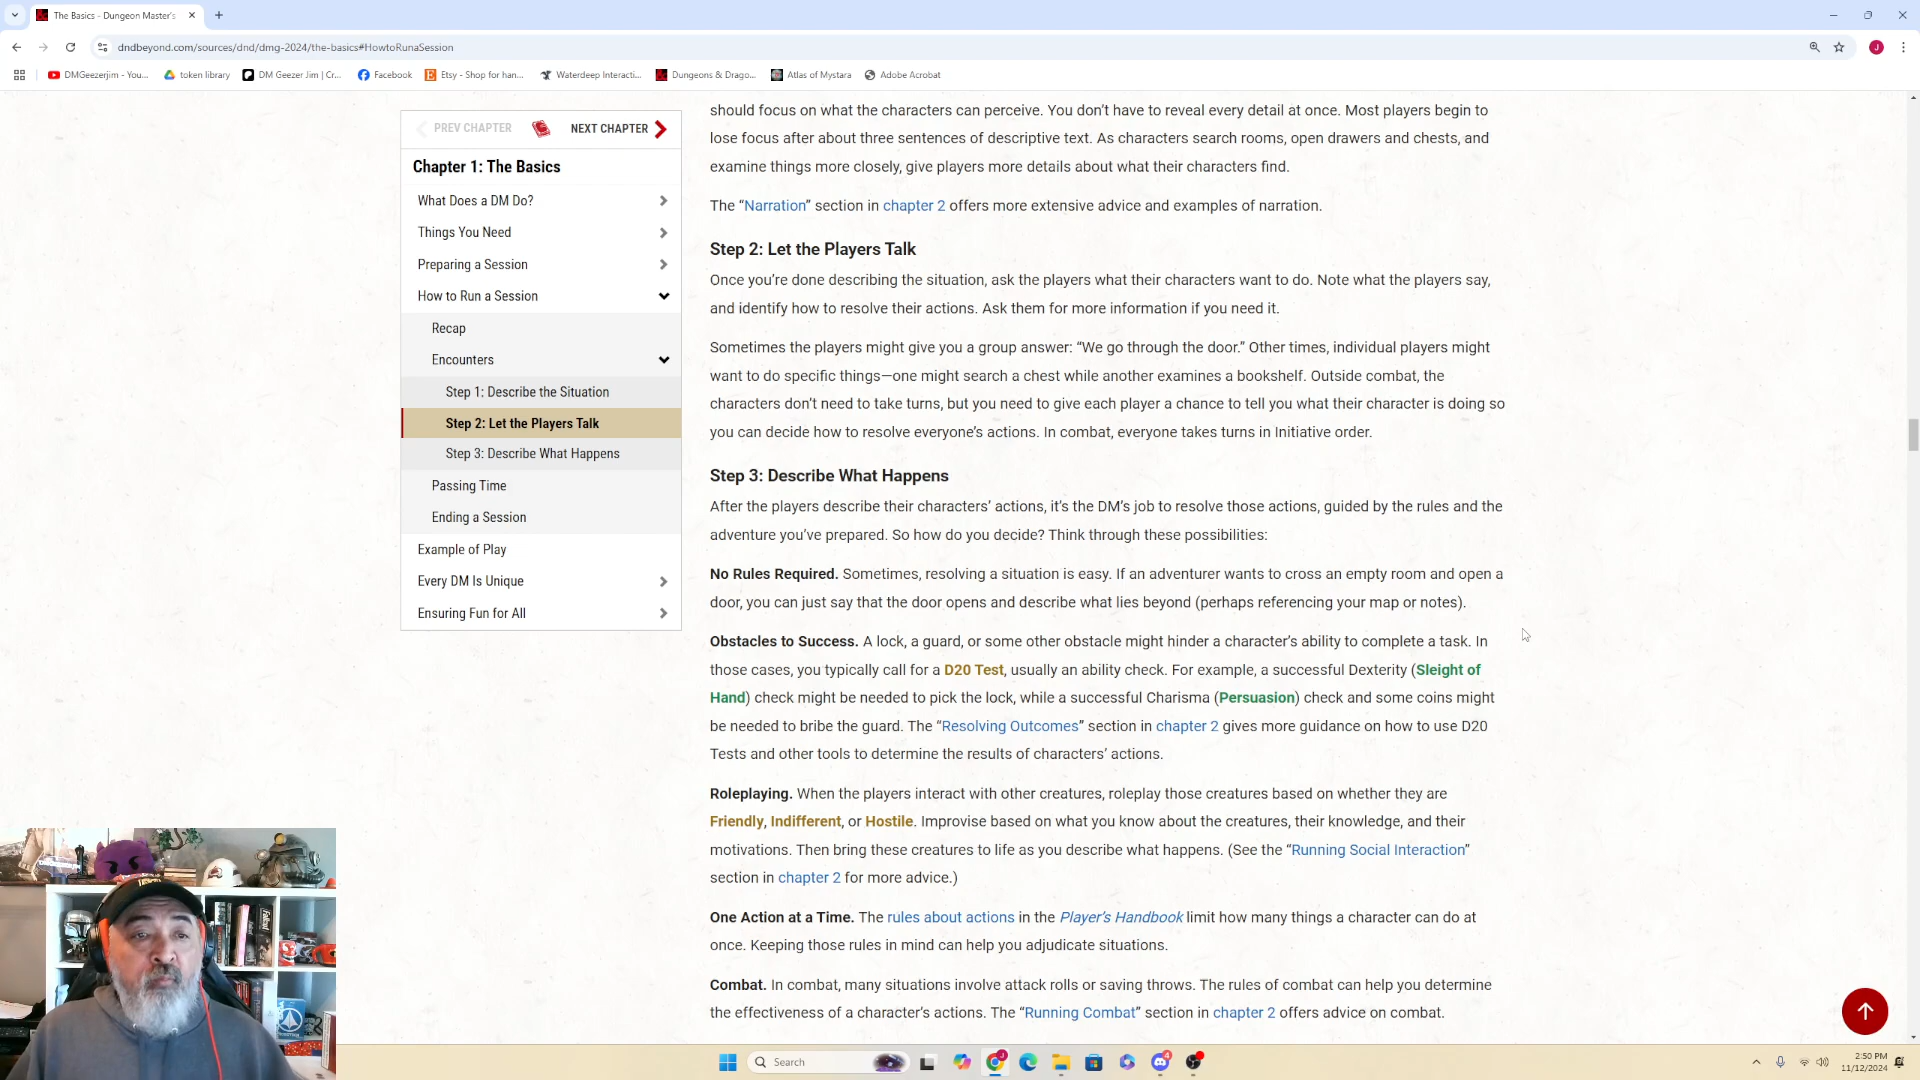 The Basics - Dungeon Master's
dndbeyond.com/sources/dnd/dmg-2024/the-basics#HowtoRunaSession
DMGeezerjim - You...
token library
DM Geezer Jim | Cr...
Facebook
Etsy - Shop for han...
Waterdeep Interacti...
Dungeons & Drago...
Atlas of Mystara
Adobe Acrobat
PREV CHAPTER
NEXT CHAPTER
Chapter 1: The Basics
What Does a DM Do?
Things You Need
Preparing a Session
How to Run a Session
Recap
Encounters
Step 1: Describe the Situation
Step 2: Let the Players Talk
Step 3: Describe What Happens
Passing Time
Ending a Session
Example of Play
Every DM Is Unique
Ensuring Fun for All
should focus on what the characters can perceive. You don't have to reveal every detail at once. Most players begin to
lose focus after about three sentences of descriptive text. As characters search rooms, open drawers and chests, and
examine things more closely, give players more details about what their characters find.
The “Narration” section in chapter 2 offers more extensive advice and examples of narration.
Step 2: Let the Players Talk
Once you’re done describing the situation, ask the players what their characters want to do. Note what the players say,
and identify how to resolve their actions. Ask them for more information if you need it.
Sometimes the players might give you a group answer: “We go through the door.” Other times, individual players might
want to do specific things—one might search a chest while another examines a bookshelf. Outside combat, the
characters don’t need to take turns, but you need to give each player a chance to tell you what their character is doing so
you can decide how to resolve everyone’s actions. In combat, everyone takes turns in Initiative order.
Step 3: Describe What Happens
After the players describe their characters’ actions, it’s the DM’s job to resolve those actions, guided by the rules and the
adventure you’ve prepared. So how do you decide? Think through these possibilities:
No Rules Required. Sometimes, resolving a situation is easy. If an adventurer wants to cross an empty room and open a
door, you can just say that the door opens and describe what lies beyond (perhaps referencing your map or notes).
Obstacles to Success. A lock, a guard, or some other obstacle might hinder a character’s ability to complete a task. In
those cases, you typically call for a D20 Test, usually an ability check. For example, a successful Dexterity (Sleight of
Hand) check might be needed to pick the lock, while a successful Charisma (Persuasion) check and some coins might
be needed to bribe the guard. The “Resolving Outcomes” section in chapter 2 gives more guidance on how to use D20
Tests and other tools to determine the results of characters’ actions.
Roleplaying. When the players interact with other creatures, roleplay those creatures based on whether they are
Friendly, Indifferent, or Hostile. Improvise based on what you know about the creatures, their knowledge, and their
motivations. Then bring these creatures to life as you describe what happens. (See the “Running Social Interaction”
section in chapter 2 for more advice.)
One Action at a Time. The rules about actions in the Player’s Handbook limit how many things a character can do at
once. Keeping those rules in mind can help you adjudicate situations.
Combat. In combat, many situations involve attack rolls or saving throws. The rules of combat can help you determine
the effectiveness of a character’s actions. The “Running Combat” section in chapter 2 offers advice on combat.
Search
2:50 PM
11/12/2024